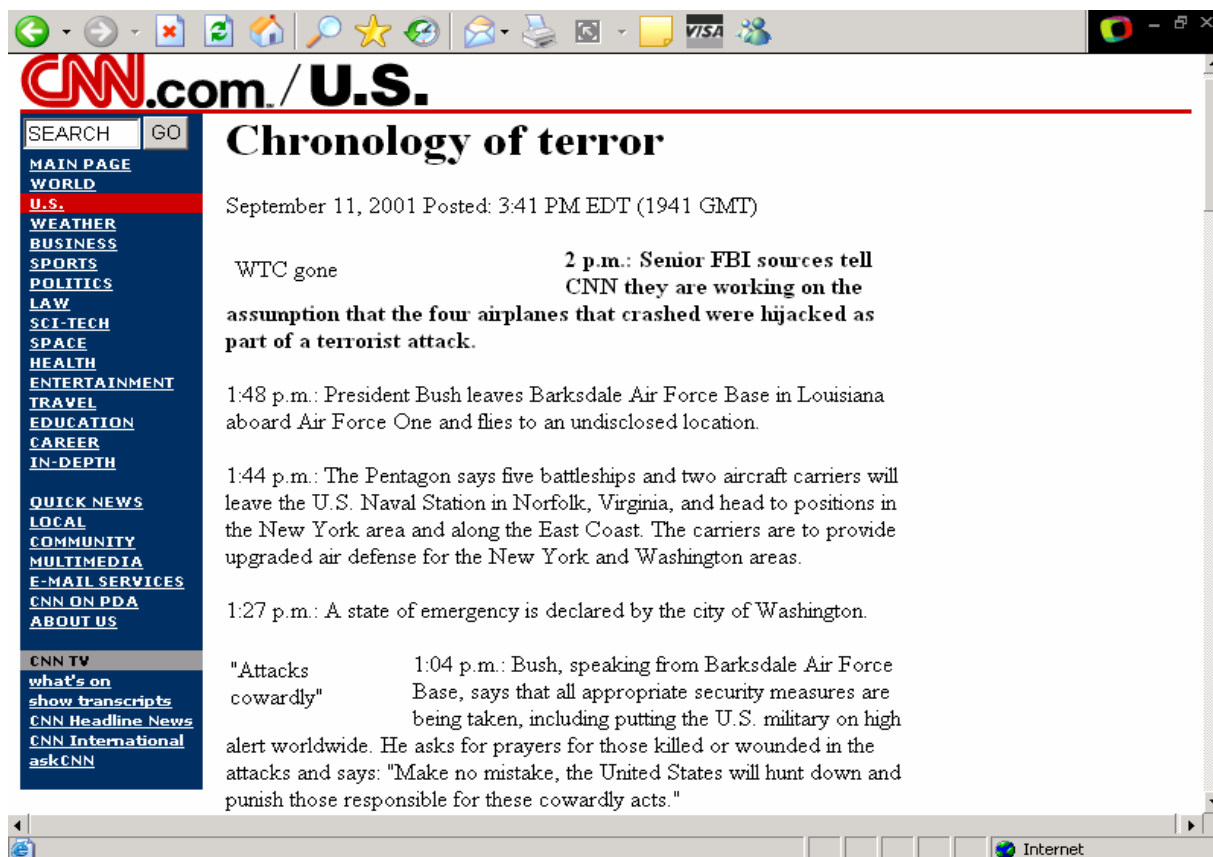 VISA
CNN.com./U.S.
SEARCH GO
MAIN PAGE
WORLD
U.S.
WEATHER
BUSINESS
SPORTS
POLITICS
LAW
SCI-TECH
SPACE
HEALTH
ENTERTAINMENT
TRAVEL
EDUCATION
CAREER
IN-DEPTH
QUICK NEWS
LOCAL
COMMUNITY
MULTIMEDIA
E-MAIL SERVICES
CNN ON PDA
ABOUT US
CNN TV
what's on
show transcripts
CNN Headline News
CNN International
askCNN
Chronology of terror
September 11, 2001 Posted: 3:41 PM EDT (1941 GMT)
WTC gone
2 p.m.: Senior FBI sources tell
CNN they are working on the
assumption that the four airplanes that crashed were hijacked as
part of a terrorist attack.
1:48 p.m.: President Bush leaves Barksdale Air Force Base in Louisiana
aboard Air Force One and flies to an undisclosed location.
1:44 p.m.: The Pentagon says five battleships and two aircraft carriers will
leave the U.S. Naval Station in Norfolk, Virginia, and head to positions in
the New York area and along the East Coast. The carriers are to provide
upgraded air defense for the New York and Washington areas.
1:27 p.m.: A state of emergency is declared by the city of Washington.
"Attacks
cowardly"
1:04 p.m.: Bush, speaking from Barksdale Air Force
Base, says that all appropriate security measures are
being taken, including putting the U.S. military on high
alert worldwide. He asks for prayers for those killed or wounded in the
attacks and says: "Make no mistake, the United States will hunt down and
punish those responsible for these cowardly acts."
Internet